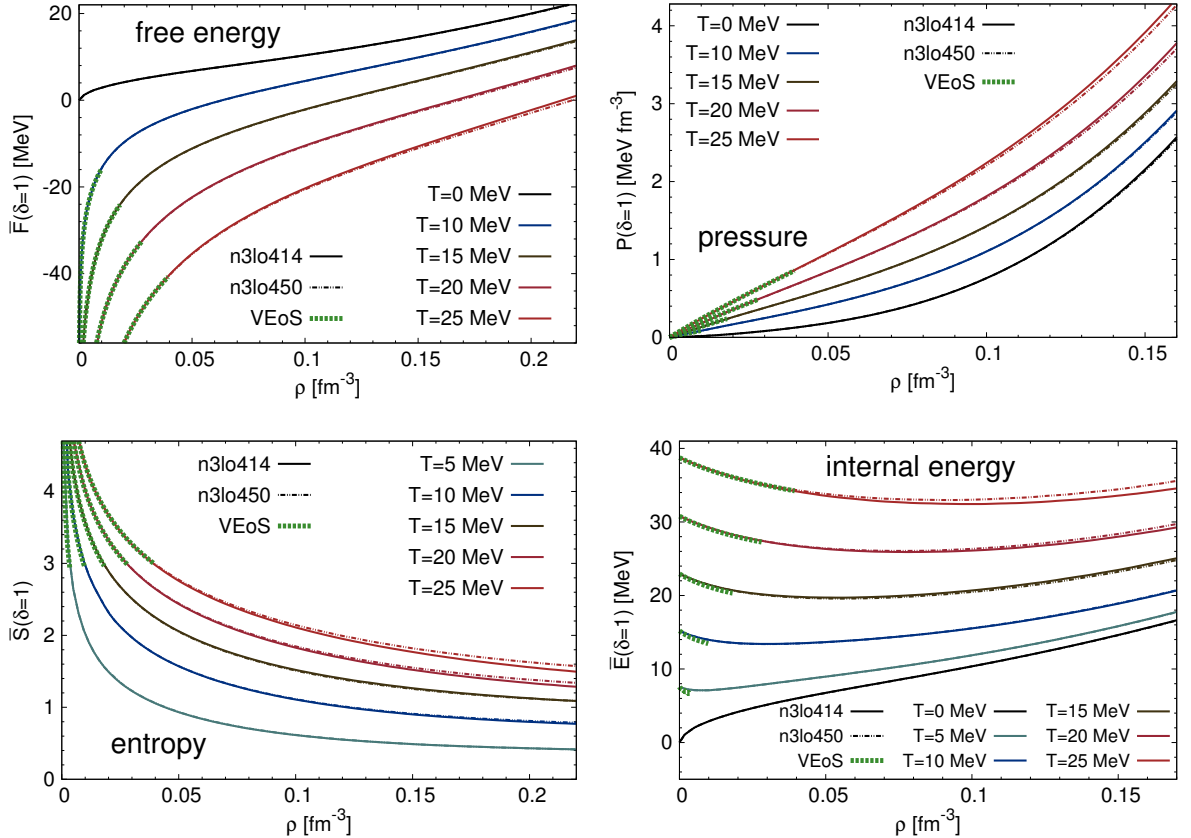 free energy
F̅(δ=1) [MeV]
20
0
-20
-40
T=0 MeV
T=10 MeV
T=15 MeV
T=20 MeV
T=25 MeV
n3lo414
n3lo450
VEoS
0
0.05
0.1
0.15
0.2
ρ [fm⁻³]
P(δ=1) [MeV fm⁻³]
4
3
2
1
0
T=0 MeV
T=10 MeV
T=15 MeV
T=20 MeV
T=25 MeV
n3lo414
n3lo450
VEoS
pressure
0
0.05
0.1
0.15
ρ [fm⁻³]
S̅(δ=1)
4
3
2
1
0
n3lo414
n3lo450
VEoS
T=5 MeV
T=10 MeV
T=15 MeV
T=20 MeV
T=25 MeV
entropy
0
0.05
0.1
0.15
0.2
ρ [fm⁻³]
internal energy
E̅(δ=1) [MeV]
40
30
20
10
0
n3lo414
n3lo450
VEoS
T=0 MeV
T=5 MeV
T=10 MeV
T=15 MeV
T=20 MeV
T=25 MeV
0
0.05
0.1
0.15
ρ [fm⁻³]